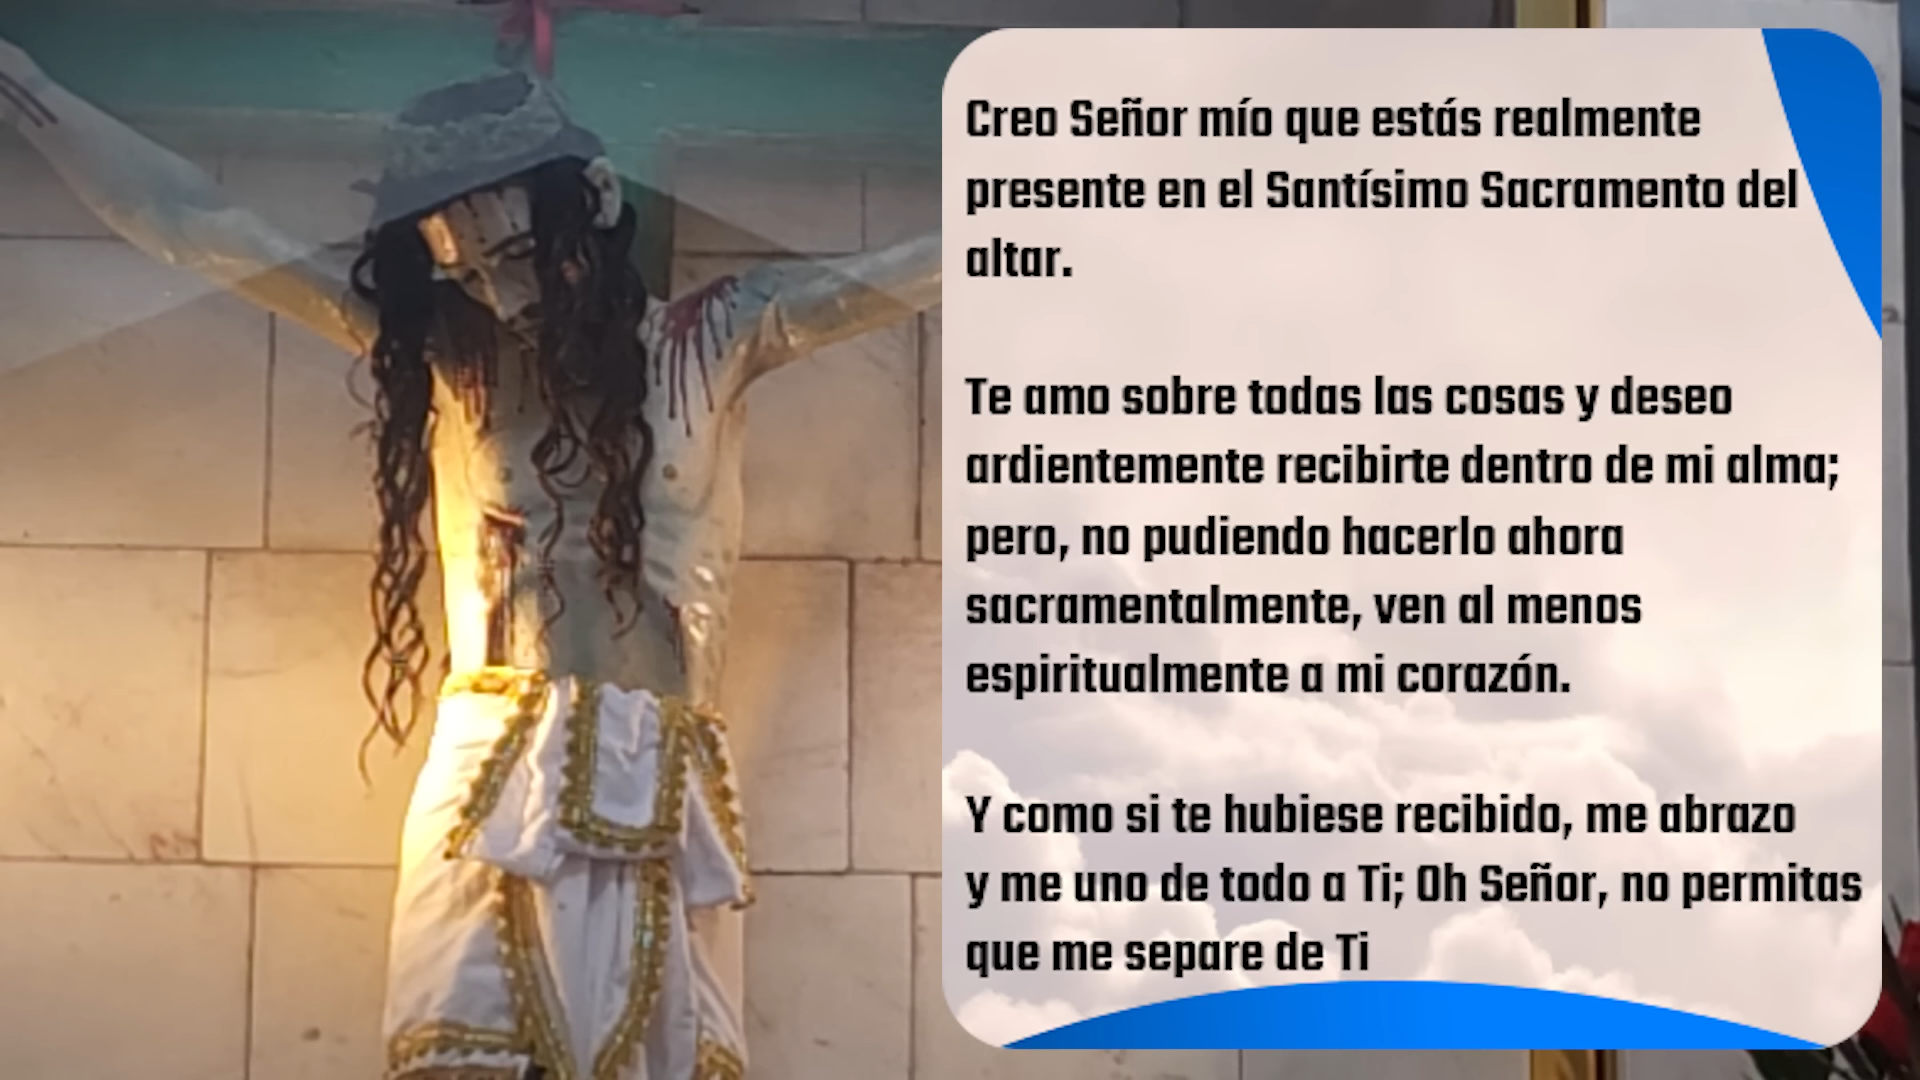 Creo Señor mío que estás realmente
presente en el Santísimo Sacramento del
altar.
Te amo sobre todas las cosas y deseo
ardientemente recibirte dentro de mi alma;
pero, no pudiendo hacerlo ahora
sacramentalmente, ven al menos
espiritualmente a mi corazón.
Y como si te hubiese recibido, me abrazo
y me uno de todo a Ti; Oh Señor, no permitas
que me separe de Ti